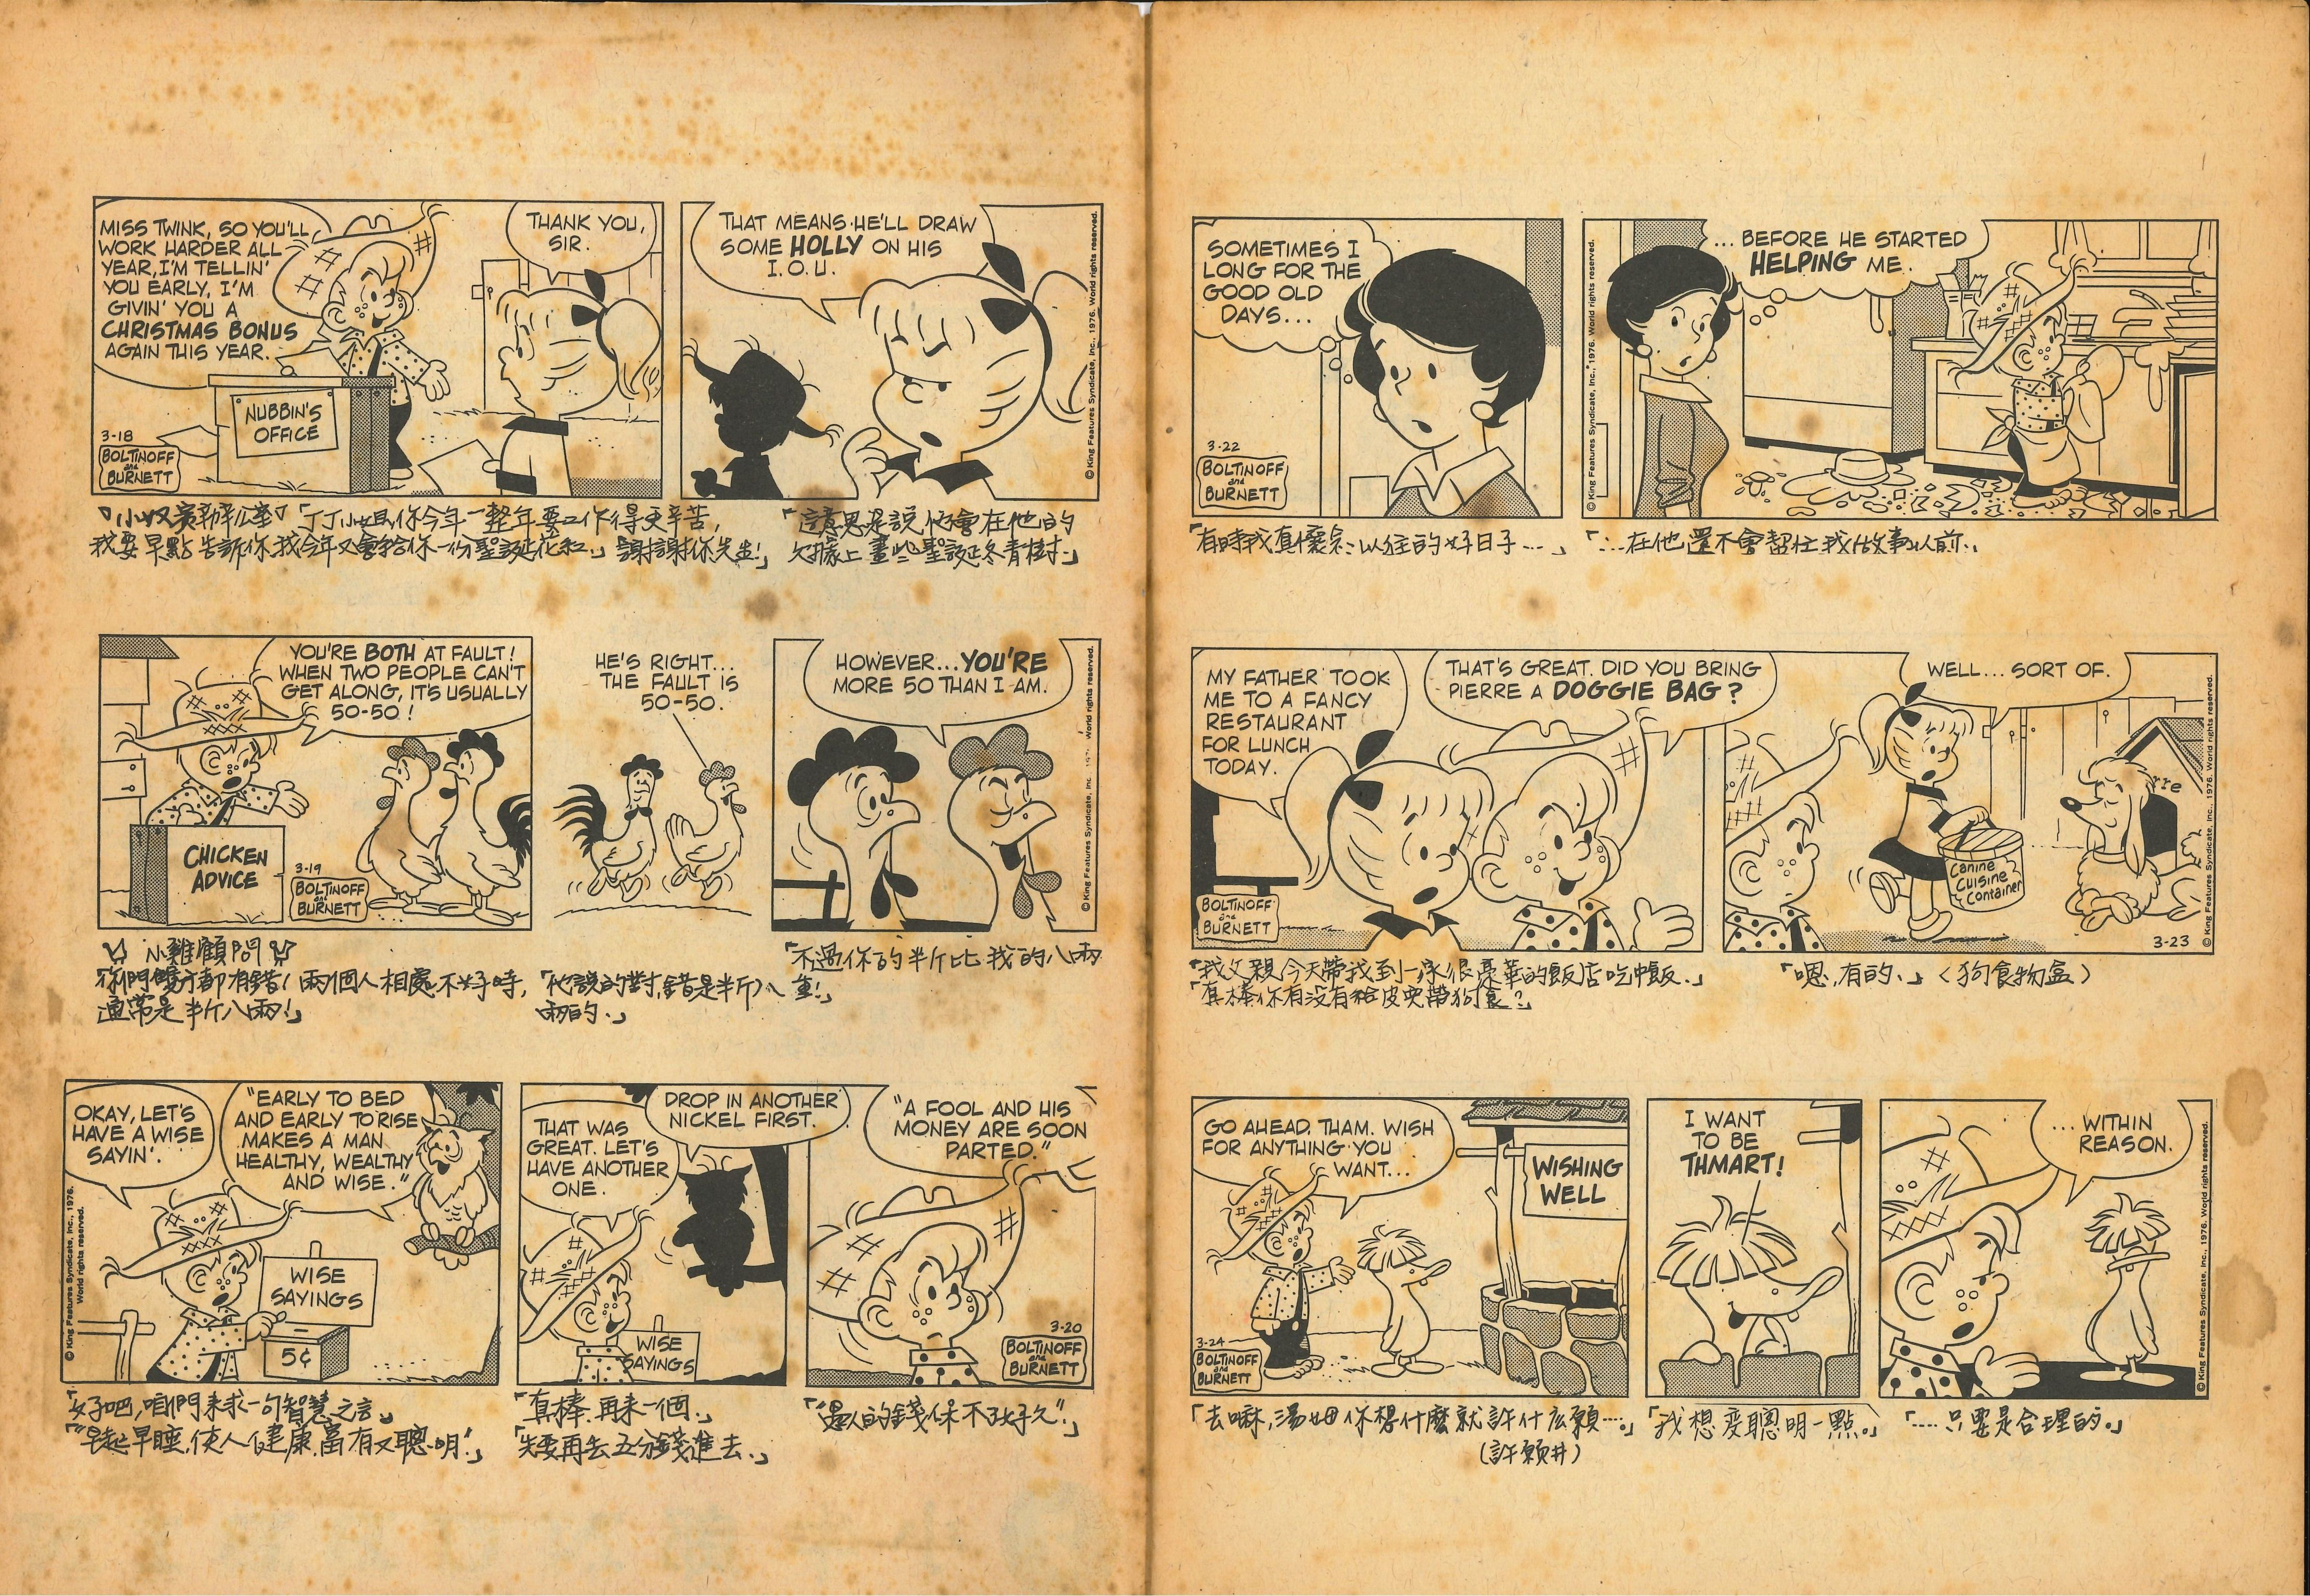 MISS TWINK, SO YOU'LL
WORK HARDER ALL
YEAR, I'M TELLIN'
YOU EARLY, I'M
GIVIN' YOU A
CHRISTMAS BONUS
AGAIN THIS YEAR.
THANK YOU,
SIR.
NUBBIN'S
OFFICE
3-18
BOLTINOFF
and
BURNETT
THAT MEANS HE'LL DRAW
SOME HOLLY ON HIS
I.O.U.
© King Features Syndicate, Inc., 1976. World rights reserved.
「丁丁小姐你今年一整年要工作得更辛苦,
我要早點告訴你,我今年又會給你一份聖誕花紅.」「謝謝你先生!」
「這意思是說,他會在他的
欠據上畫些聖誕冬青樹.」
YOU'RE BOTH AT FAULT!
WHEN TWO PEOPLE CAN'T
GET ALONG, IT'S USUALLY
50-50!
CHICKEN
ADVICE
3-19
BOLTINOFF
and
BURNETT
HE'S RIGHT...
THE FAULT IS
50-50.
HOWEVER...YOU'RE
MORE 50 THAN I AM.
© King Features Syndicate, Inc. World rights reserved.
小雞顧問
「你們雙方都有錯!兩個人相處不好時,
通常是半斤八兩!」
「他說的對,錯是半斤八
兩的.」
「不過你的半斤比我的八兩
重!」
OKAY, LET'S
HAVE A WISE
SAYIN'.
"EARLY TO BED
AND EARLY TO RISE
MAKES A MAN
HEALTHY, WEALTHY
AND WISE."
WISE
SAYINGS
5¢
© King Features Syndicate, Inc., 1976.
World rights reserved.
THAT WAS
GREAT. LET'S
HAVE ANOTHER
ONE.
DROP IN ANOTHER
NICKEL FIRST.
WISE
SAYINGS
"A FOOL AND HIS
MONEY ARE SOON
PARTED."
3-20
BOLTINOFF
and
BURNETT
「好吧,咱們來求一句智慧之言.」
「"早起早睡,使人健康,富有又聰明."」
「真棒.再來一個.」
「先要再丟五分錢進去.」
「"愚人的錢保不了好久".」
SOMETIMES I
LONG FOR THE
GOOD OLD
DAYS...
3-22
BOLTINOFF
and
BURNETT
... BEFORE HE STARTED
HELPING ME.
© King Features Syndicate, Inc., 1976. World rights reserved.
「有時我真懷念以往的好日子...」
「...在他還不會幫忙我做事以前.」
MY FATHER TOOK
ME TO A FANCY
RESTAURANT
FOR LUNCH
TODAY.
THAT'S GREAT. DID YOU BRING
PIERRE A DOGGIE BAG?
BOLTINOFF
and
BURNETT
WELL... SORT OF.
rre
Canine
Cuisine
Container
3-23
© King Features Syndicate, Inc., 1976. World rights reserved.
「我父親今天帶我到一家很豪華的飯店吃中飯.」
「真棒你有沒有給皮埃帶狗食?」
「嗯,有的.」(狗食物盒)
GO AHEAD, THAM. WISH
FOR ANYTHING YOU
WANT...
WISHING
WELL
3-24
BOLTINOFF
and
BURNETT
I WANT
TO BE
THMART!
... WITHIN
REASON.
© King Features Syndicate, Inc., 1976. World rights reserved.
「去嘛,湯姆你想什麼就許什么願....」
(許願井)
「我想变聰明一點。」
「....只要是合理的。」